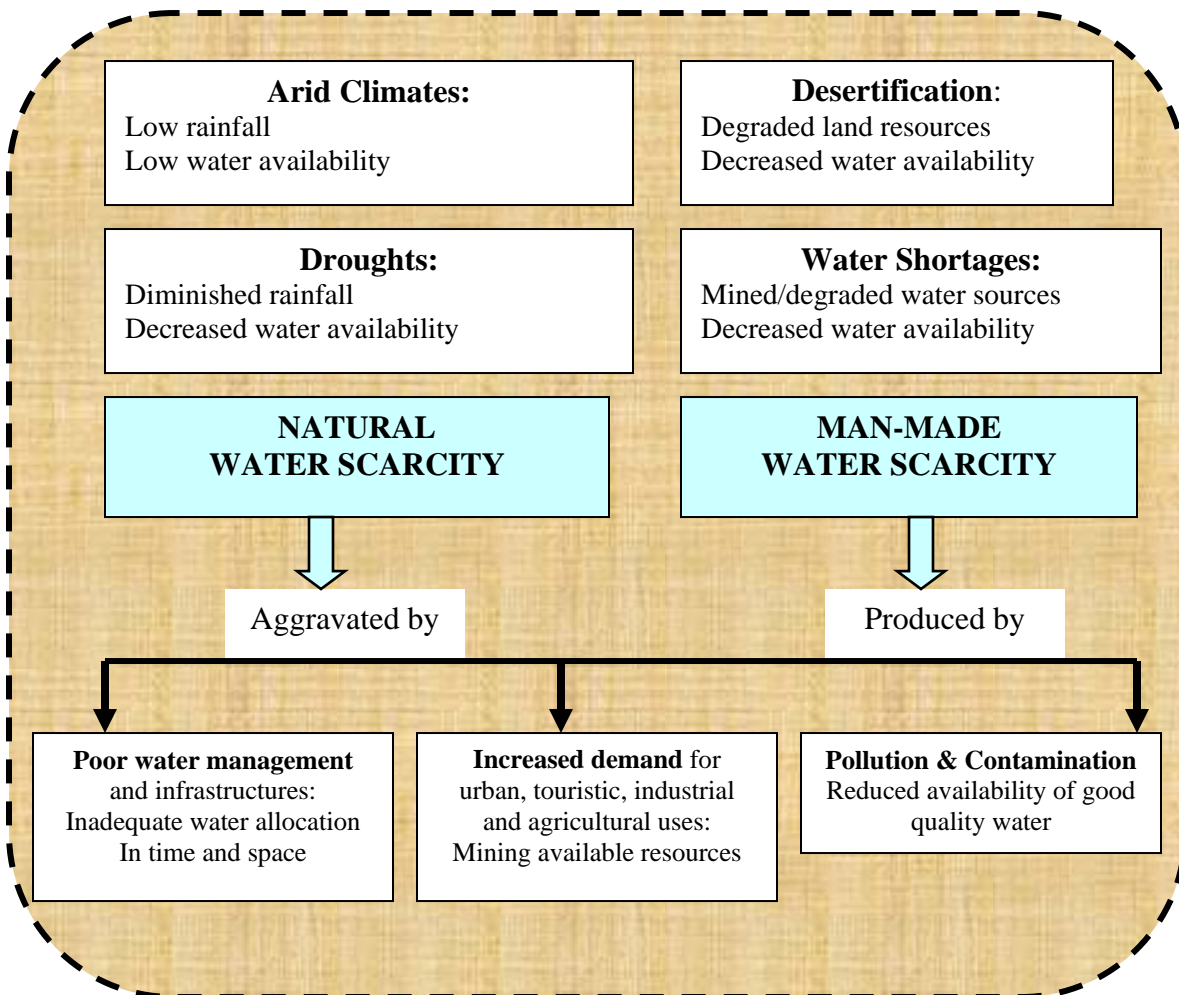 Arid Climates:
Low rainfall
Low water availability
Desertification:
Degraded land resources
Decreased water availability
Droughts:
Diminished rainfall
Decreased water availability
Water Shortages:
Mined/degraded water sources
Decreased water availability
NATURAL
WATER SCARCITY
MAN-MADE
WATER SCARCITY
Aggravated by
Produced by
Poor water management
and infrastructures:
Inadequate water allocation
In time and space
Increased demand for
urban, touristic, industrial
and agricultural uses:
Mining available resources
Pollution & Contamination
Reduced availability of good
quality water